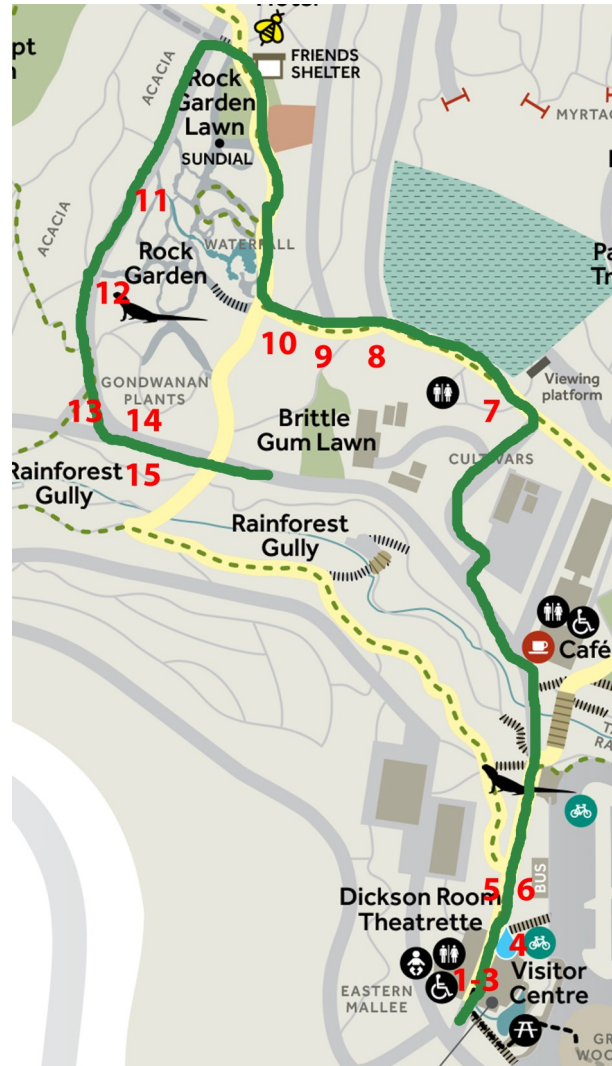 pt
n
ACACIA
FRIENDS
SHELTER
Rock
Garden
Lawn
SUNDIAL
11
ACACIA
Rock
Garden
WATERFALL
12
10
9
8
GONDWANAN
PLANTS
13
14
Brittle
Gum Lawn
7
Viewing
platform
CULTIVARS
Rainforest
Gully
15
Rainforest
Gully
Café
5
6
BUS
Dickson Room
Theatrette
4
1-3
Visitor
Centre
EASTERN
MALLEE